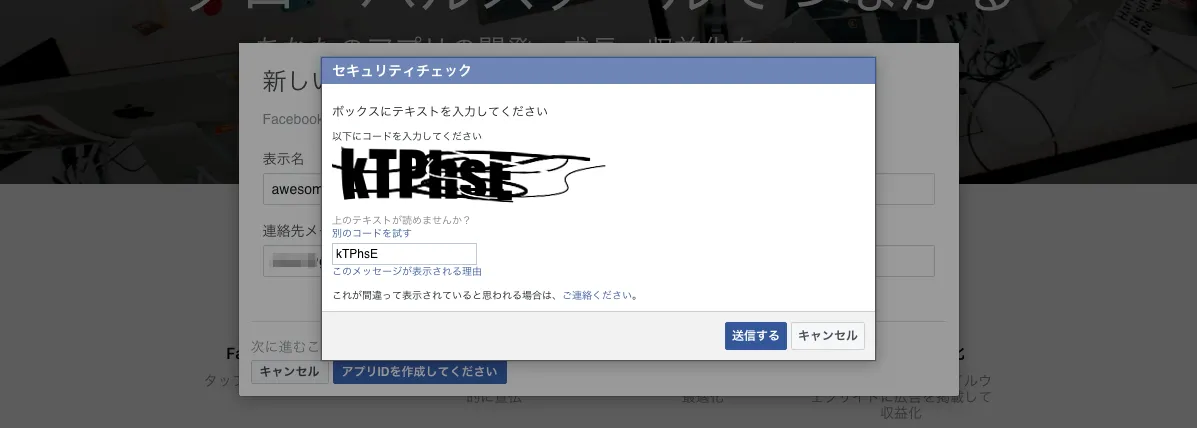 新しい
セキュリティチェック
Facebook
ボックスにテキストを入力してください
以下にコードを入力してください
kTPhsE
表示名
awesom
上のテキストが読めませんか？
別のコードを試す
連絡先メ
kTPhsE
このメッセージが表示される理由
これが間違って表示されていると思われる場合は、ご連絡ください。
送信する
キャンセル
次に進むこ
キャンセル
アプリIDを作成してください
タッ
的に宣伝
最適化
ェブサイトに広告を掲載して
収益化